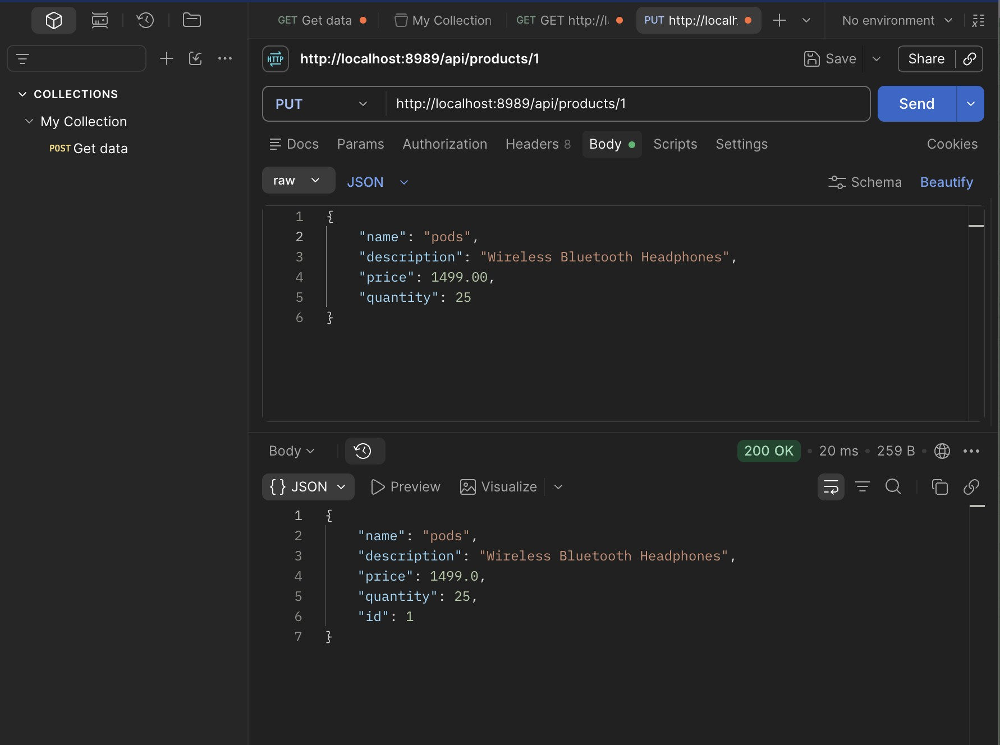 GET Get data
My Collection
GET GET http://l
PUT http://localh
No environment
http://localhost:8989/api/products/1
Save
Share
COLLECTIONS
My Collection
POST Get data
PUT
http://localhost:8989/api/products/1
Send
Docs
Params
Authorization
Headers 8
Body
Scripts
Settings
Cookies
raw
JSON
Schema
Beautify
1 {
2 "name": "pods",
3 "description": "Wireless Bluetooth Headphones",
4 "price": 1499.00,
5 "quantity": 25
6 }
Body
200 OK
20 ms
259 B
{} JSON
Preview
Visualize
1 {
2 "name": "pods",
3 "description": "Wireless Bluetooth Headphones",
4 "price": 1499.0,
5 "quantity": 25,
6 "id": 1
7 }